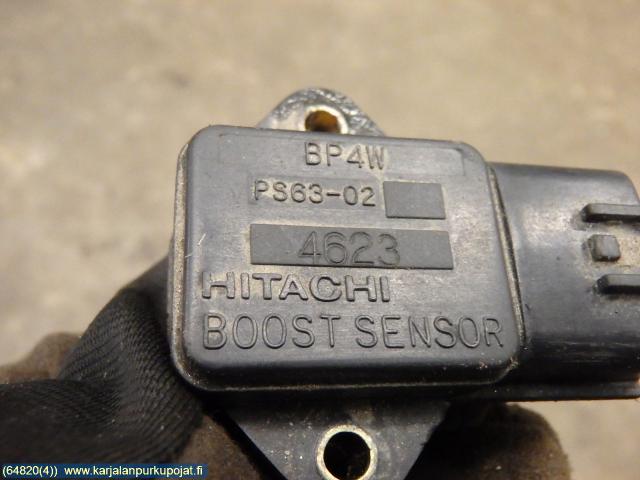 BP4W
PS63-02
4623
HITACHI
BOOST SENSOR
(64820(4)) www.karjalanpurkupojat.fi